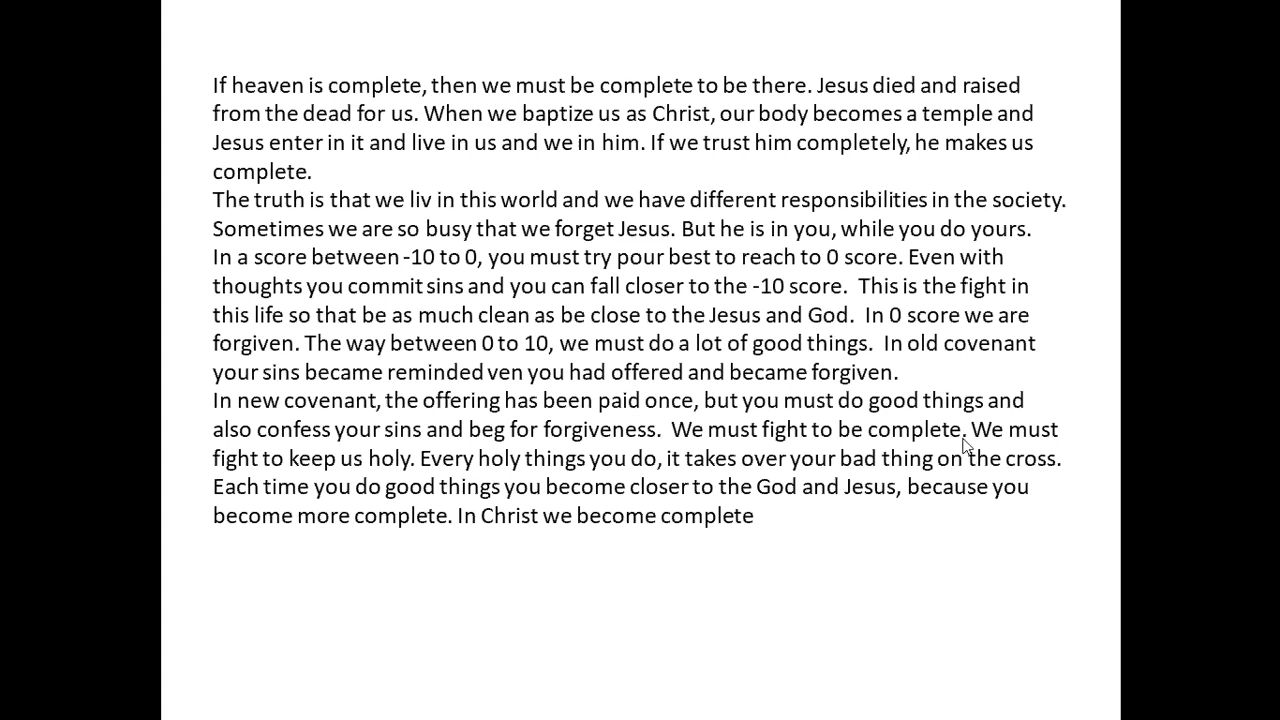 If heaven is complete, then we must be complete to be there. Jesus died and raised
from the dead for us. When we baptize us as Christ, our body becomes a temple and
Jesus enter in it and live in us and we in him. If we trust him completely, he makes us
complete.
The truth is that we liv in this world and we have different responsibilities in the society.
Sometimes we are so busy that we forget Jesus. But he is in you, while you do yours.
In a score between -10 to 0, you must try pour best to reach to 0 score. Even with
thoughts you commit sins and you can fall closer to the -10 score.  This is the fight in
this life so that be as much clean as be close to the Jesus and God.  In 0 score we are
forgiven. The way between 0 to 10, we must do a lot of good things.  In old covenant
your sins became reminded ven you had offered and became forgiven.
In new covenant, the offering has been paid once, but you must do good things and
also confess your sins and beg for forgiveness.  We must fight to be complete. We must
fight to keep us holy. Every holy things you do, it takes over your bad thing on the cross.
Each time you do good things you become closer to the God and Jesus, because you
become more complete. In Christ we become complete